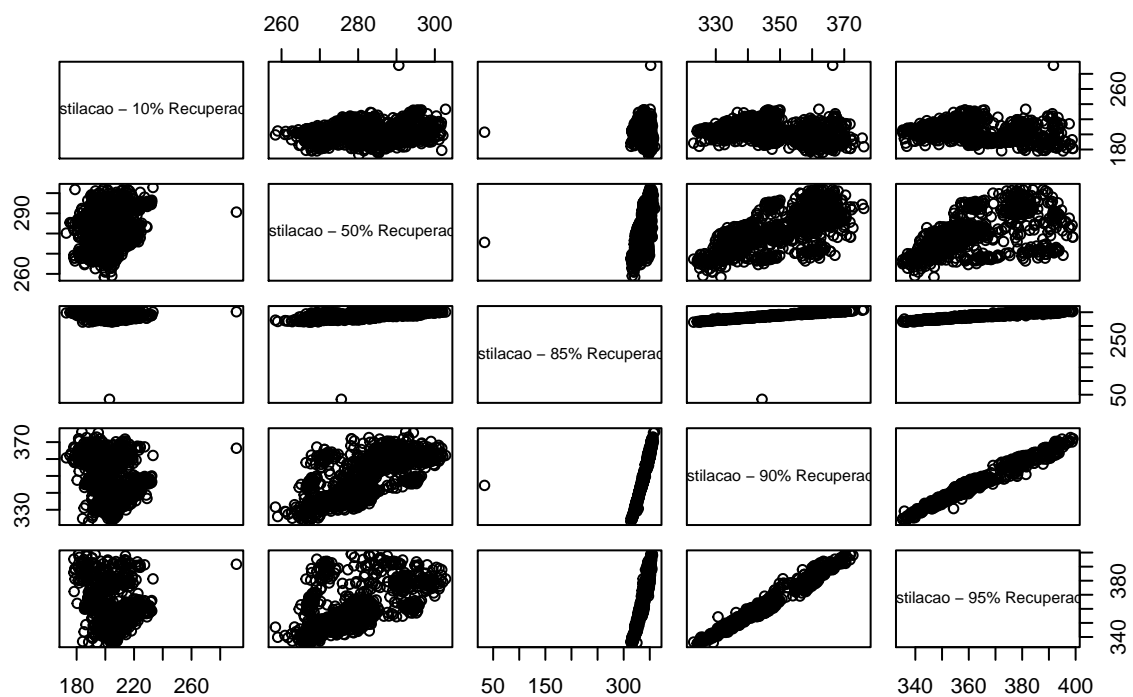 260 280 300
330 350 370
stilacao – 10% Recuperac
180 260
290 260
stilacao – 50% Recuperac
stilacao – 85% Recuperac
50 250
370 330
stilacao – 90% Recuperac
stilacao – 95% Recuperac
340 380
180 220 260
50 150 300
340 360 380 400